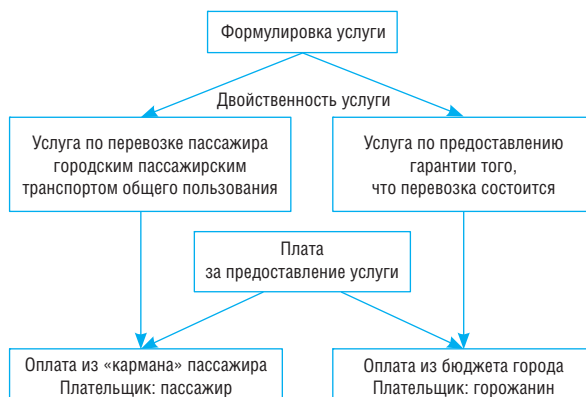 Формулировка услуги
Двойственность услуги
Услуга по перевозке пассажира
городским пассажирским
транспортом общего пользования
Услуга по предоставлению
гарантии того,
что перевозка состоится
Плата
за предоставление услуги
Оплата из «кармана» пассажира
Плательщик: пассажир
Оплата из бюджета города
Плательщик: горожанин